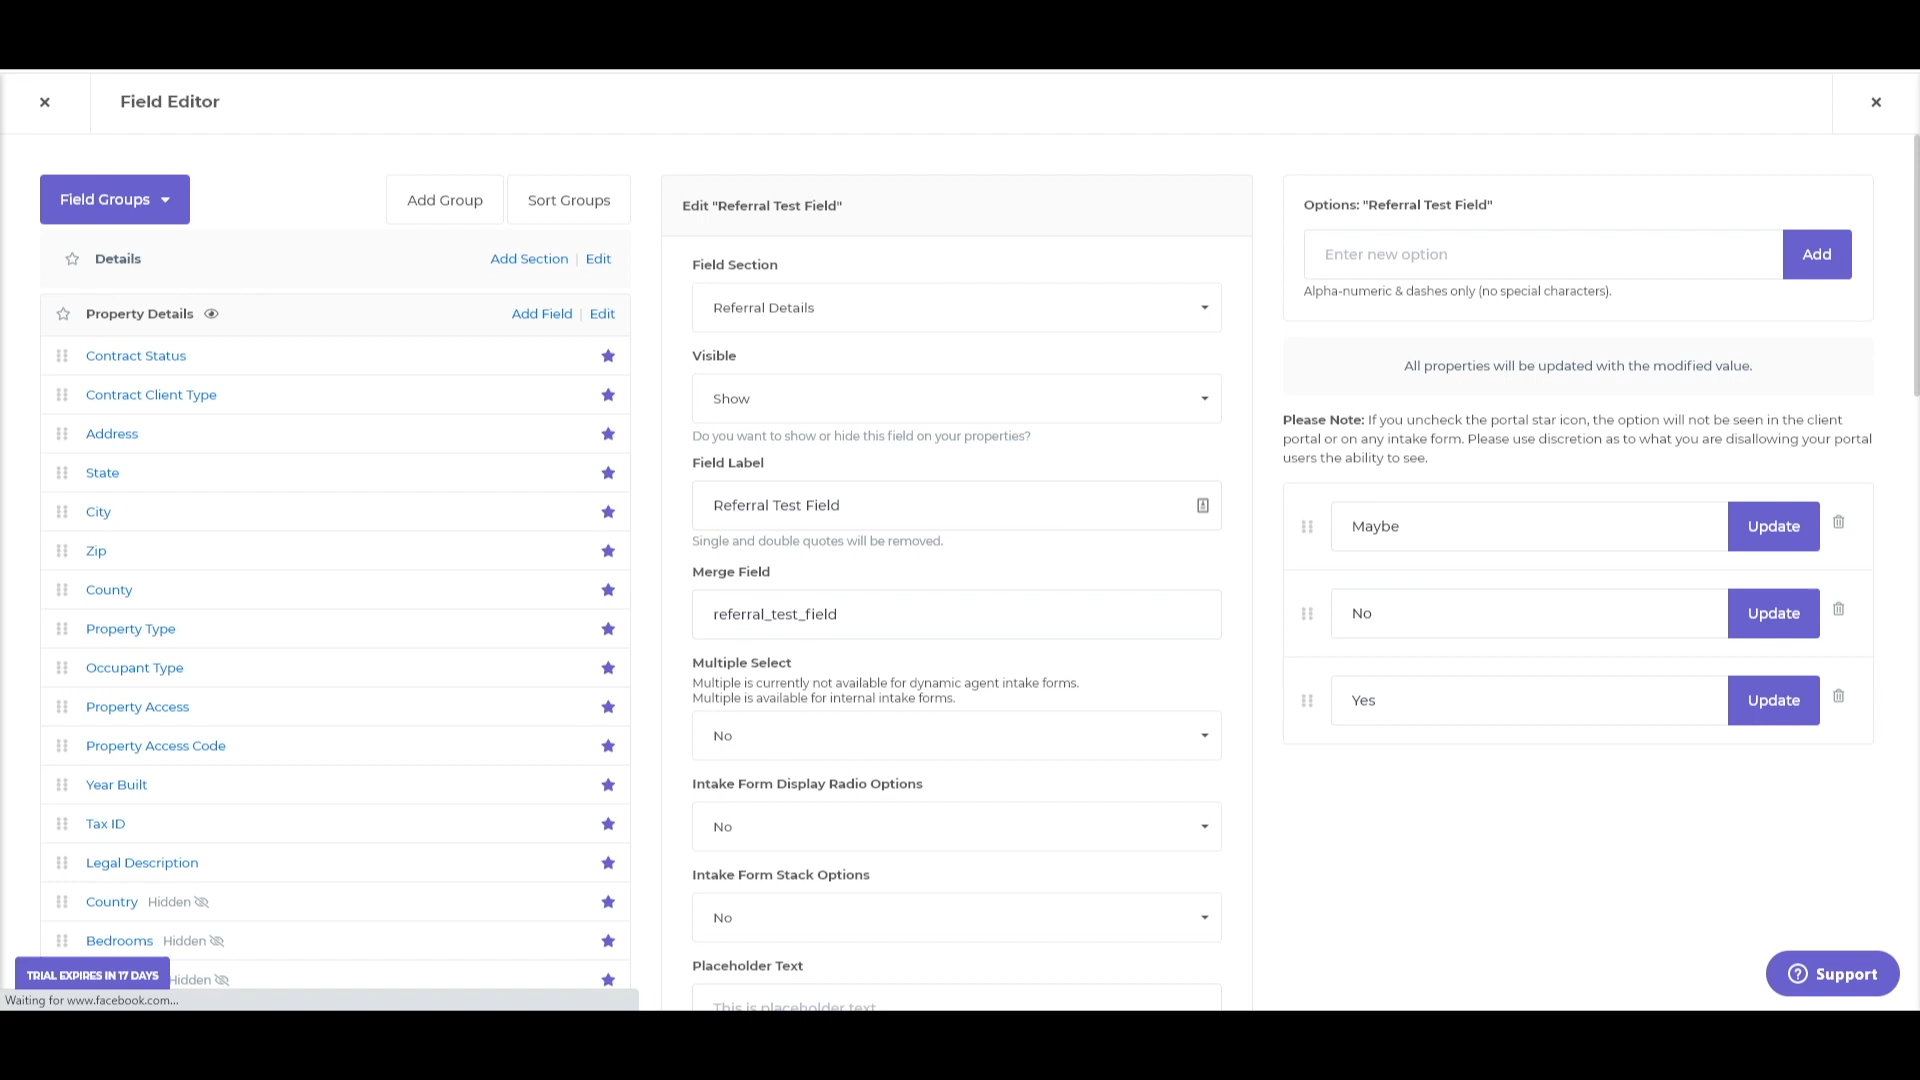 Field Editor
Field Groups
Add Group
Sort Groups
Details
Add Section | Edit
Property Details
Add Field | Edit
Contract Status
Contract Client Type
Address
State
City
Zip
County
Property Type
Occupant Type
Property Access
Property Access Code
Year Built
Tax ID
Legal Description
Country Hidden
Bedrooms Hidden
Hidden
TRIAL EXPIRES IN 17 DAYS
Waiting for www.facebook.com...
Edit "Referral Test Field"
Field Section
Referral Details
Visible
Show
Do you want to show or hide this field on your properties?
Field Label
Referral Test Field
Single and double quotes will be removed.
Merge Field
referral_test_field
Multiple Select
Multiple is currently not available for dynamic agent intake forms.
Multiple is available for internal intake forms.
No
Intake Form Display Radio Options
No
Intake Form Stack Options
No
Placeholder Text
This is placeholder text
Options: "Referral Test Field"
Enter new option
Add
Alpha-numeric & dashes only (no special characters).
All properties will be updated with the modified value.
Please Note: If you uncheck the portal star icon, the option will not be seen in the client
portal or on any intake form. Please use discretion as to what you are disallowing your portal
users the ability to see.
Maybe
Update
No
Update
Yes
Update
Support